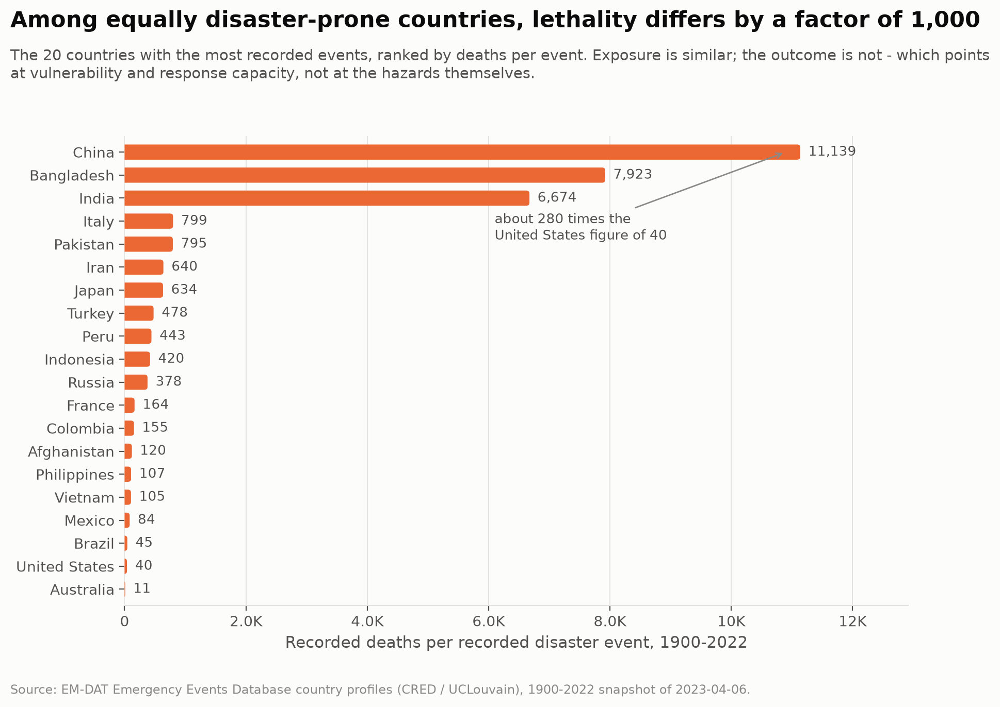 Among equally disaster-prone countries, lethality differs by a factor of 1,000
The 20 countries with the most recorded events, ranked by deaths per event. Exposure is similar; the outcome is not - which points
at vulnerability and response capacity, not at the hazards themselves.
China 11,139
Bangladesh 7,923
India 6,674
about 280 times the
United States figure of 40
Italy 799
Pakistan 795
Iran 640
Japan 634
Turkey 478
Peru 443
Indonesia 420
Russia 378
France 164
Colombia 155
Afghanistan 120
Philippines 107
Vietnam 105
Mexico 84
Brazil 45
United States 40
Australia 11
0 2.0K 4.0K 6.0K 8.0K 10K 12K
Recorded deaths per recorded disaster event, 1900-2022
Source: EM-DAT Emergency Events Database country profiles (CRED / UCLouvain), 1900-2022 snapshot of 2023-04-06.